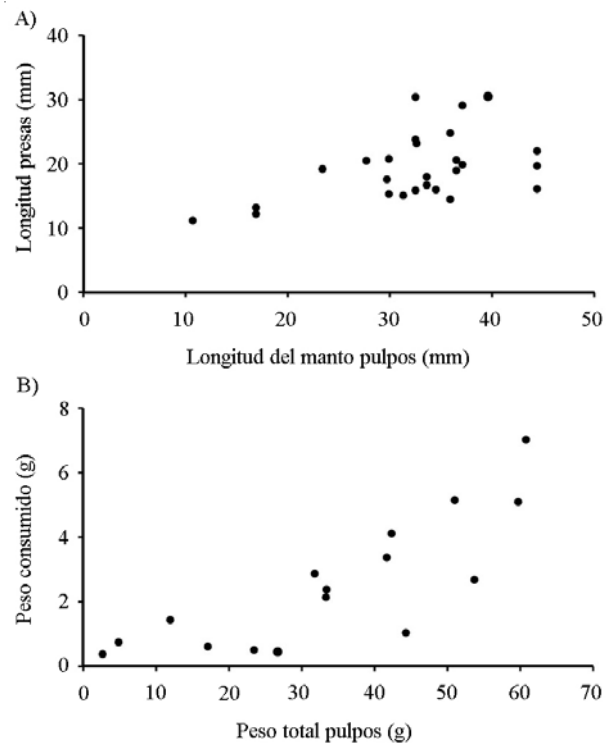 A)
Longitud presas (mm)
40
30
20
10
0
0 10 20 30 40 50
Longitud del manto pulpos (mm)
B)
Peso consumido (g)
8
6
4
2
0
0 10 20 30 40 50 60 70
Peso total pulpos (g)